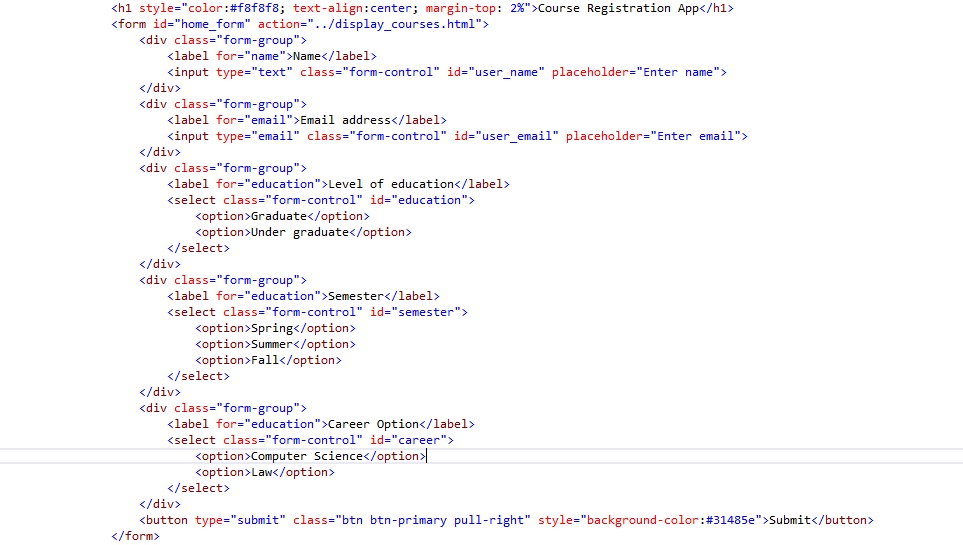 <h1 style="color:#f8f8f8; text-align:center; margin-top: 2%">Course Registration App</h1>
<form id="home_form" action="../display_courses.html">
<div class="form-group">
<label for="name">Name</label>
<input type="text" class="form-control" id="user_name" placeholder="Enter name">
</div>
<div class="form-group">
<label for="email">Email address</label>
<input type="email" class="form-control" id="user_email" placeholder="Enter email">
</div>
<div class="form-group">
<label for="education">Level of education</label>
<select class="form-control" id="education">
<option>Graduate</option>
<option>Under graduate</option>
</select>
</div>
<div class="form-group">
<label for="education">Semester</label>
<select class="form-control" id="semester">
<option>Spring</option>
<option>Summer</option>
<option>Fall</option>
</select>
</div>
<div class="form-group">
<label for="education">Career Option</label>
<select class="form-control" id="career">
<option>Computer Science</option>
<option>Law</option>
</select>
</div>
<button type="submit" class="btn btn-primary pull-right" style="background-color:#31485e">Submit</button>
</form>